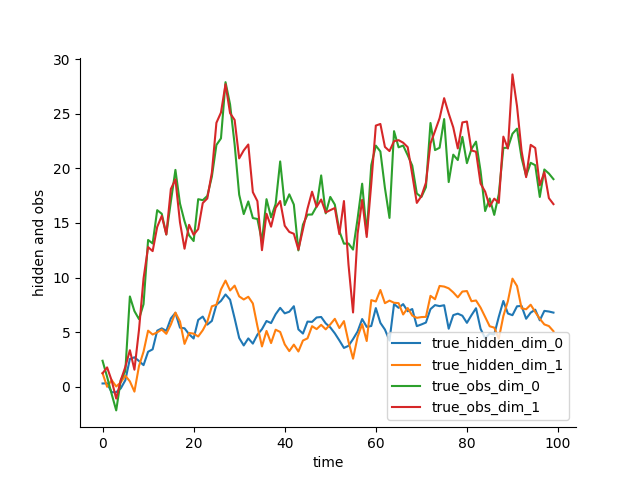 30
25
20
15
10
5
0
hidden and obs
0 20 40 60 80 100
time
true_hidden_dim_0
true_hidden_dim_1
true_obs_dim_0
true_obs_dim_1